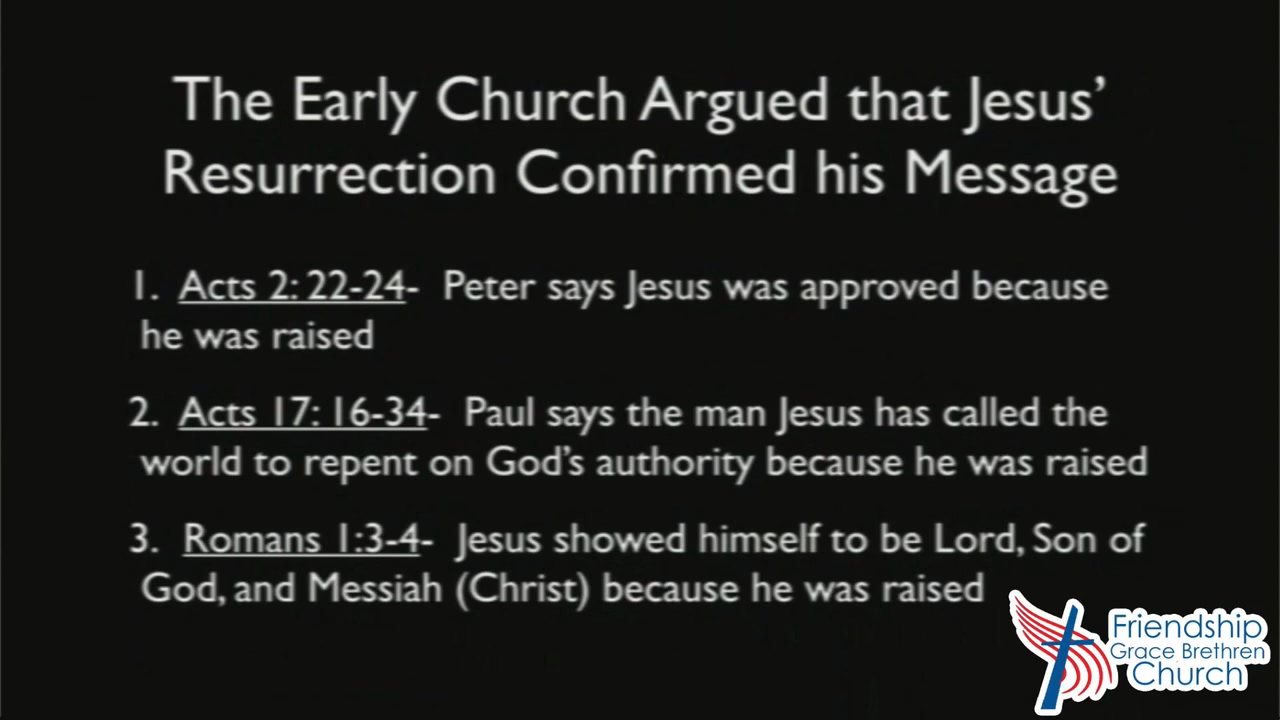 The Early Church Argued that Jesus’
Resurrection Confirmed his Message
1. Acts 2: 22-24- Peter says Jesus was approved because
he was raised
2. Acts 17: 16-34- Paul says the man Jesus has called the
world to repent on God’s authority because he was raised
3. Romans 1:3-4- Jesus showed himself to be Lord, Son of
God, and Messiah (Christ) because he was raised
Friendship
Grace Brethren
Church